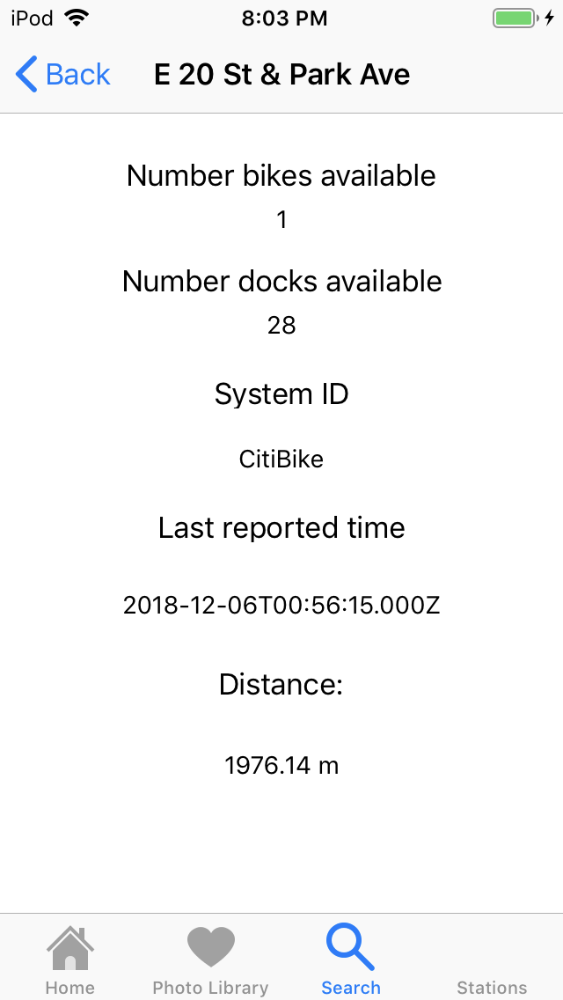 iPod 8:03 PM
Back E 20 St & Park Ave
Number bikes available
1
Number docks available
28
System ID
CitiBike
Last reported time
2018-12-06T00:56:15.000Z
Distance:
1976.14 m
Home Photo Library Search Stations